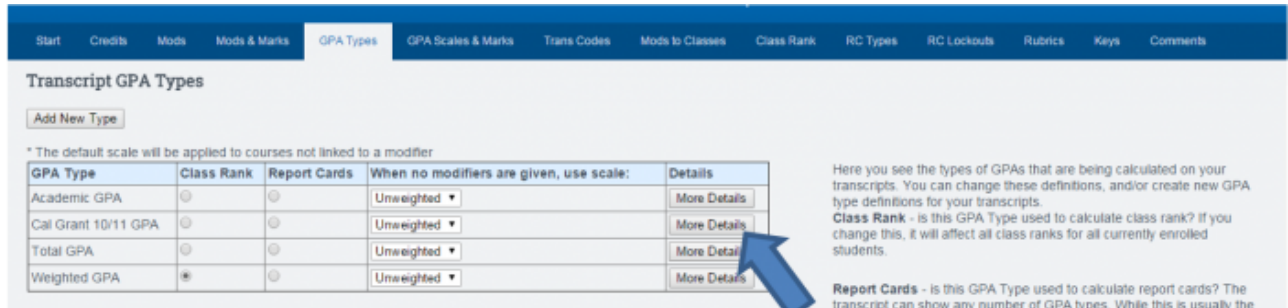 Start Credits Mods Mods & Marks GPA Types GPA Scales & Marks Trans Codes Mods to Classes Class Rank RC Types RC Lockouts Rubrics Keys Comments
Transcript GPA Types
Add New Type
* The default scale will be applied to courses not linked to a modifier
GPA Type Class Rank Report Cards When no modifiers are given, use scale: Details
Academic GPA Unweighted More Details
Cal Grant 10/11 GPA Unweighted More Details
Total GPA Unweighted More Details
Weighted GPA Unweighted More Details
Here you see the types of GPAs that are being calculated on your
transcripts. You can change these definitions, and/or create new GPA
type definitions for your transcripts.
Class Rank - is this GPA Type used to calculate class rank? If you
change this, it will affect all class ranks for all currently enrolled
students.
Report Cards - is this GPA Type used to calculate report cards? The
transcript can show any number of GPA types. While this is usually the